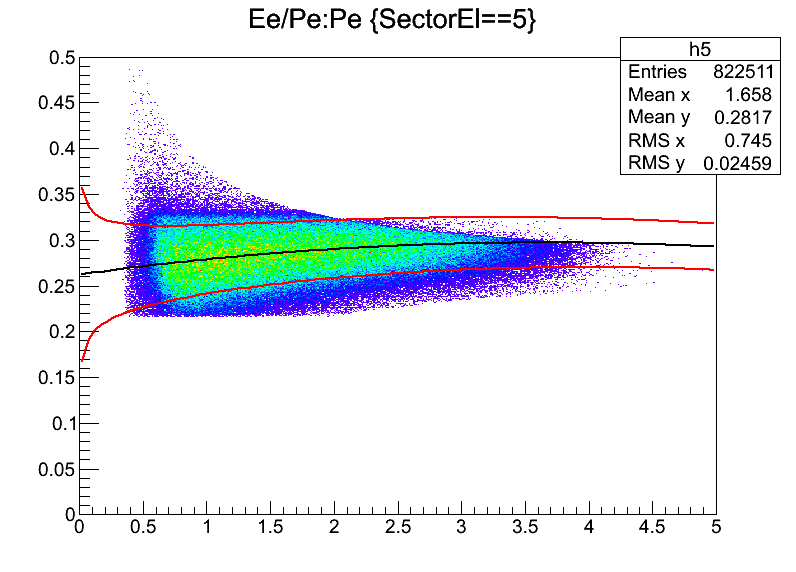 Ee/Pe:Pe {SectorEl==5}
h5
Entries 822511
Mean x 1.658
Mean y 0.2817
RMS x 0.745
RMS y 0.02459
0.5
0.45
0.4
0.35
0.3
0.25
0.2
0.15
0.1
0.05
0
0 0.5 1 1.5 2 2.5 3 3.5 4 4.5 5